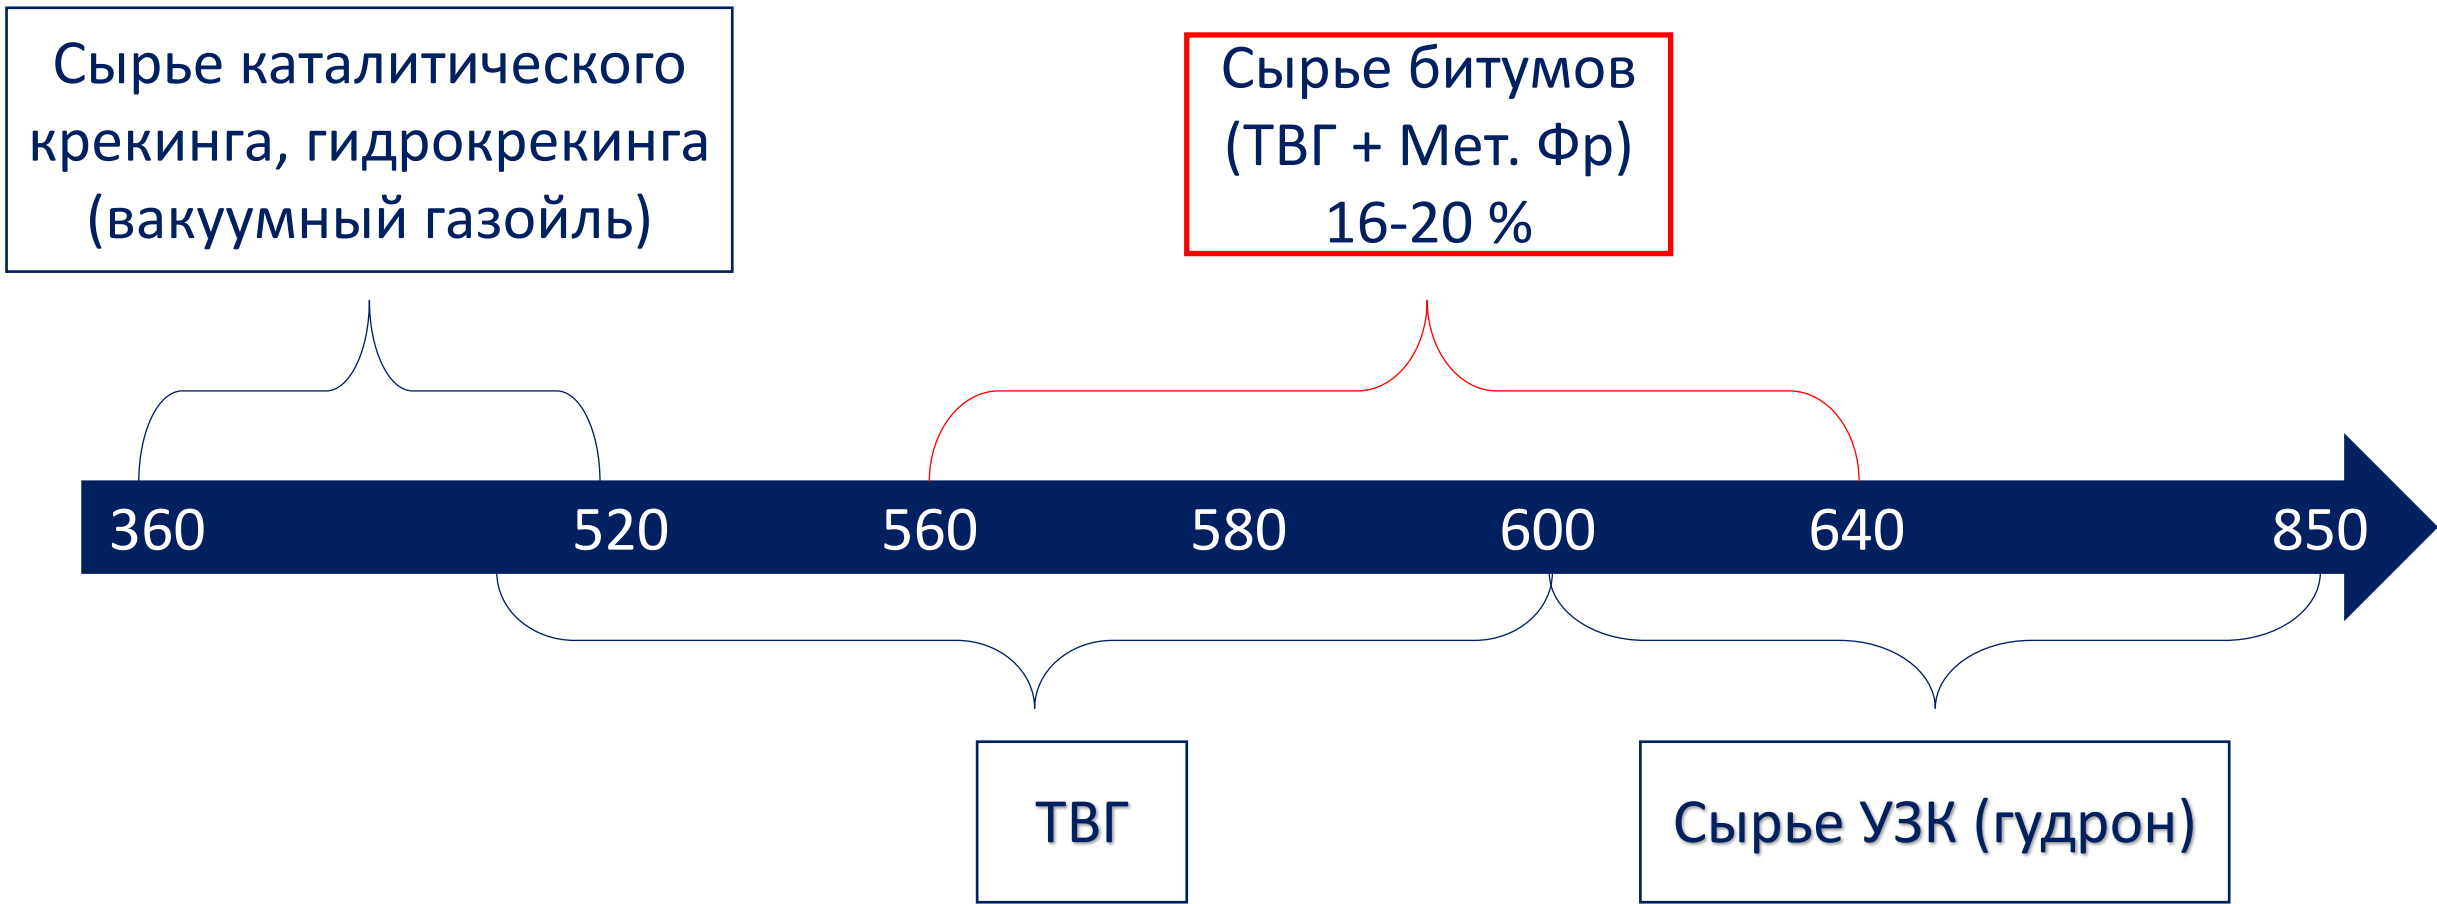 Сырье каталитического
крекинга, гидрокрекинга
(вакуумный газойль)
Сырье битумов
(ТВГ + Мет. Фр)
16-20 %
360 520 560 580 600 640 850
ТВГ
Сырье УЗК (гудрон)